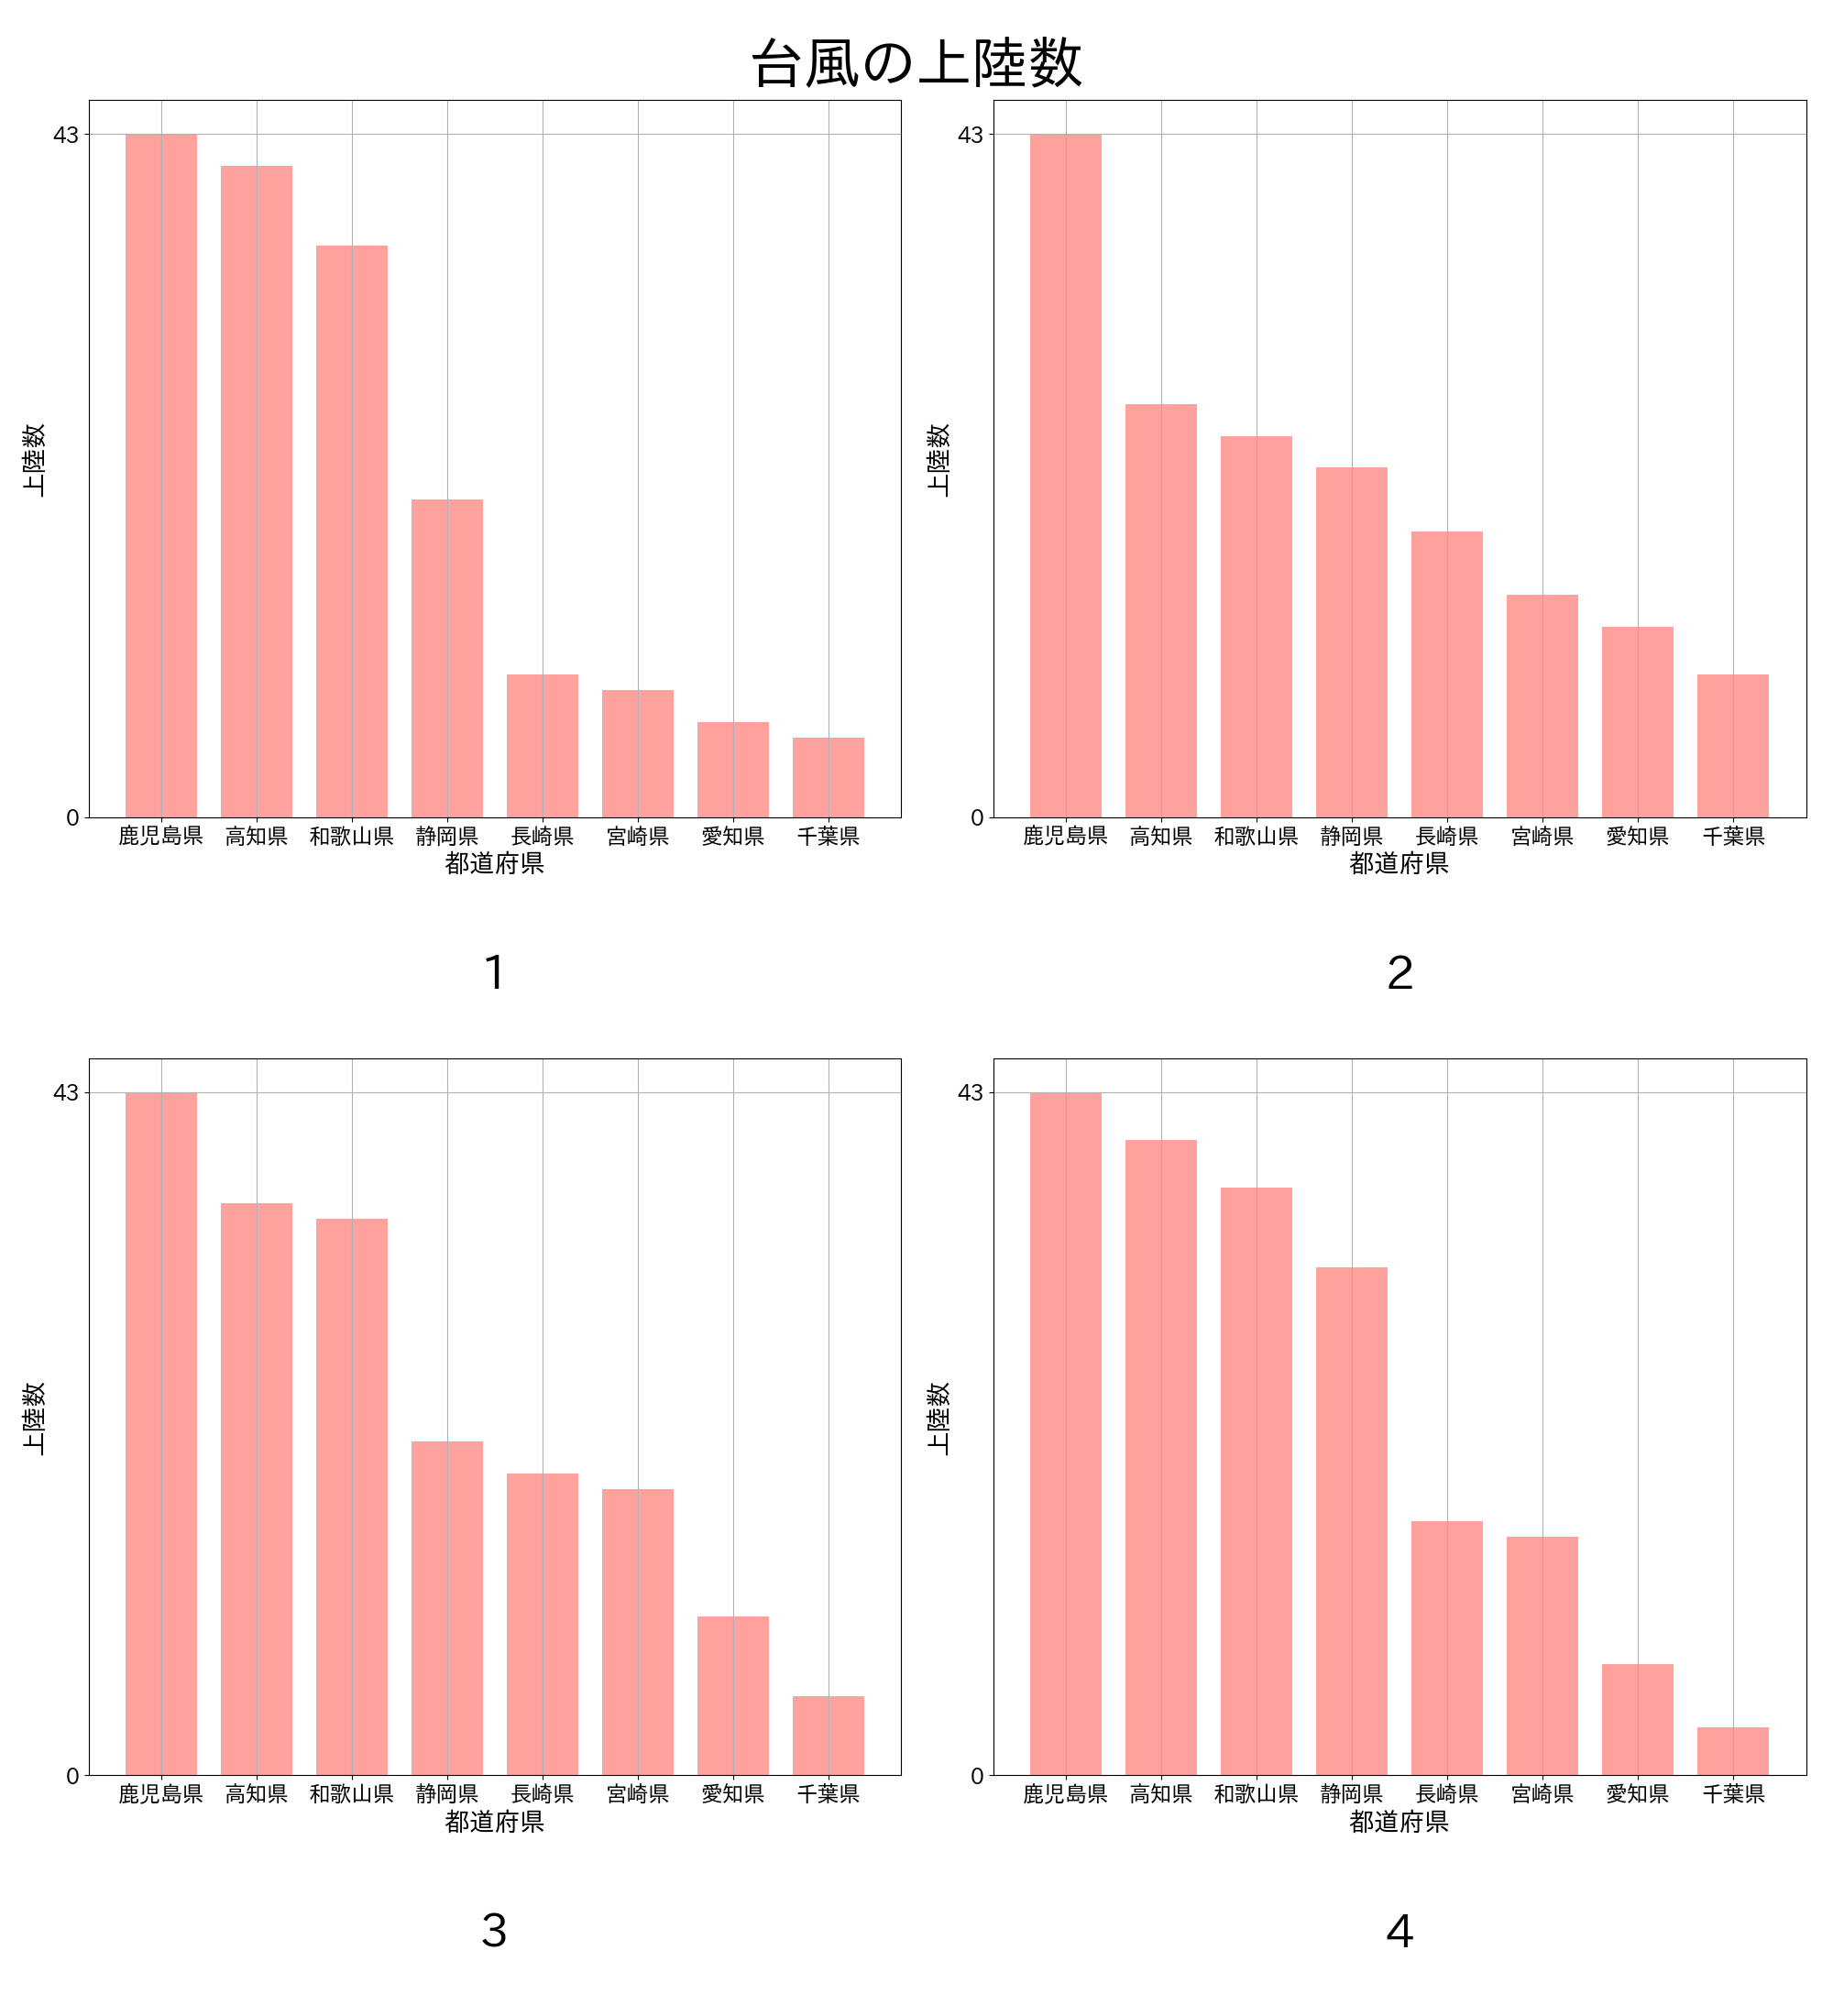 台風の上陸数
43
0
上陸数
鹿児島県 高知県 和歌山県 静岡県 長崎県 宮崎県 愛知県 千葉県
都道府県
1
43
0
上陸数
鹿児島県 高知県 和歌山県 静岡県 長崎県 宮崎県 愛知県 千葉県
都道府県
2
43
0
上陸数
鹿児島県 高知県 和歌山県 静岡県 長崎県 宮崎県 愛知県 千葉県
都道府県
3
43
0
上陸数
鹿児島県 高知県 和歌山県 静岡県 長崎県 宮崎県 愛知県 千葉県
都道府県
4